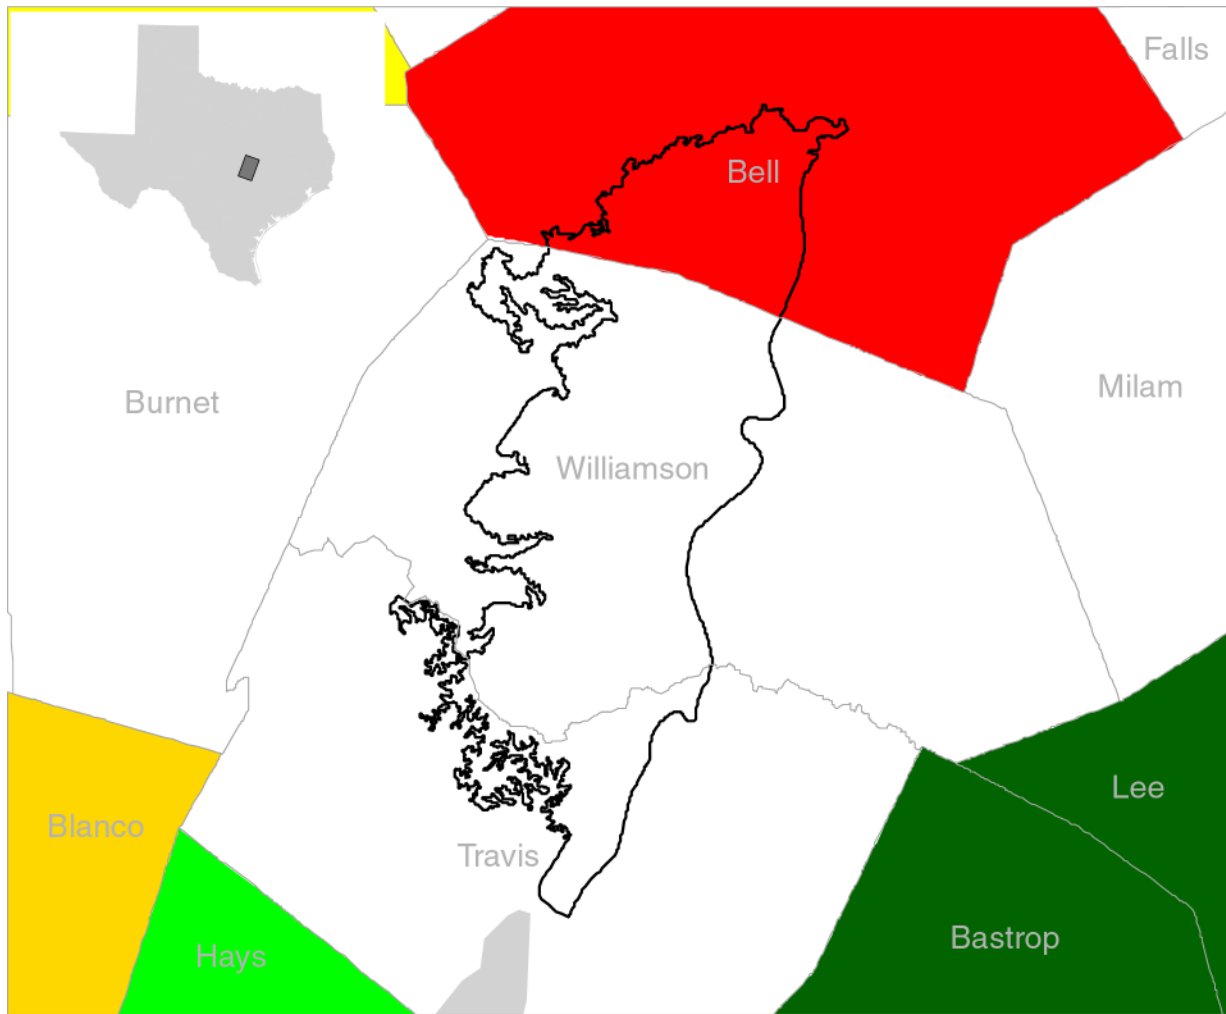 Falls
Bell
Burnet
Milam
Williamson
Lee
Blanco
Travis
Bastrop
Hays